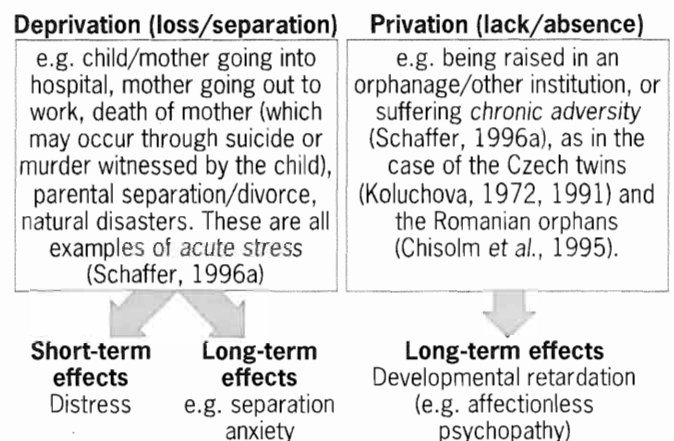 Deprivation (loss/separation)
e.g. child/mother going into
hospital, mother going out to
work, death of mother (which
may occur through suicide or
murder witnessed by the child),
parental separation/divorce,
natural disasters. These are all
examples of acute stress
(Schaffer, 1996a)
Privation (lack/absence)
e.g. being raised in an
orphanage/other institution, or
suffering chronic adversity
(Schaffer, 1996a), as in the
case of the Czech twins
(Koluchova, 1972, 1991) and
the Romanian orphans
(Chisolm et al., 1995).
Short-term
effects
Distress
Long-term
effects
e.g. separation
anxiety
Long-term effects
Developmental retardation
(e.g. affectionless
psychopathy)